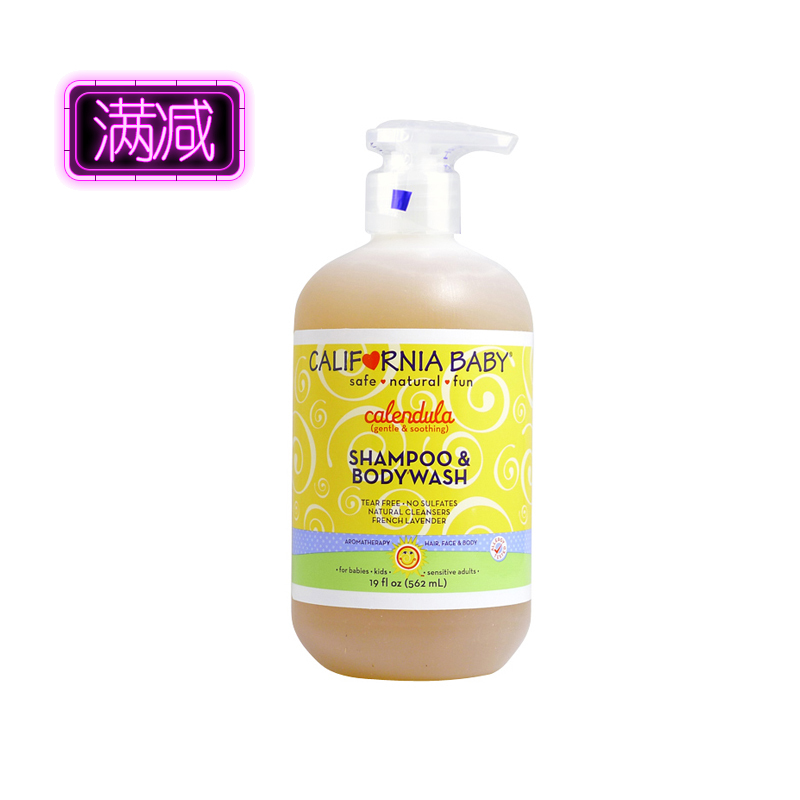 满减
CALIFORNIA BABY®
safe • natural • fun
calendula
(gentle & soothing)
SHAMPOO &
BODYWASH
TEAR FREE • NO SULFATES
NATURAL CLEANSERS
FRENCH LAVENDER
AROMATHERAPY HAIR, FACE & BODY
• for babies • kids • • sensitive adults •
19 fl oz (562 mL)